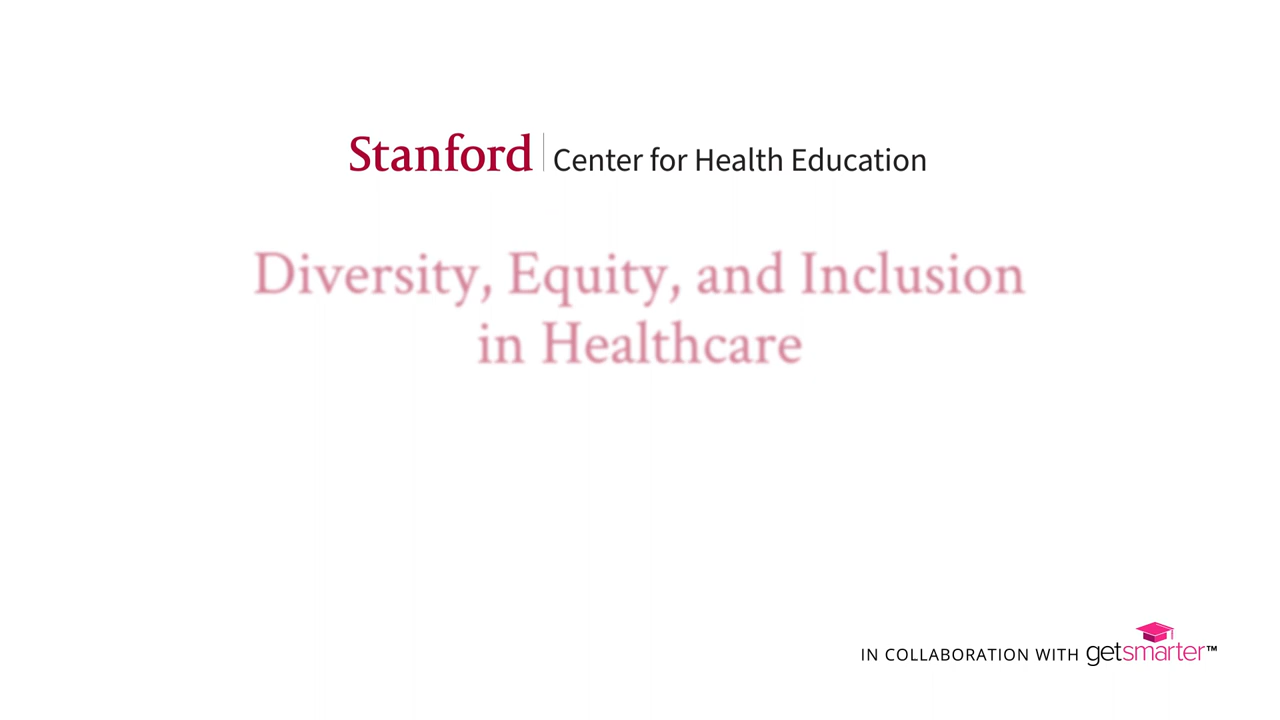 Stanford Center for Health Education
Diversity, Equity, and Inclusion
in Healthcare
IN COLLABORATION WITH getsmarter™